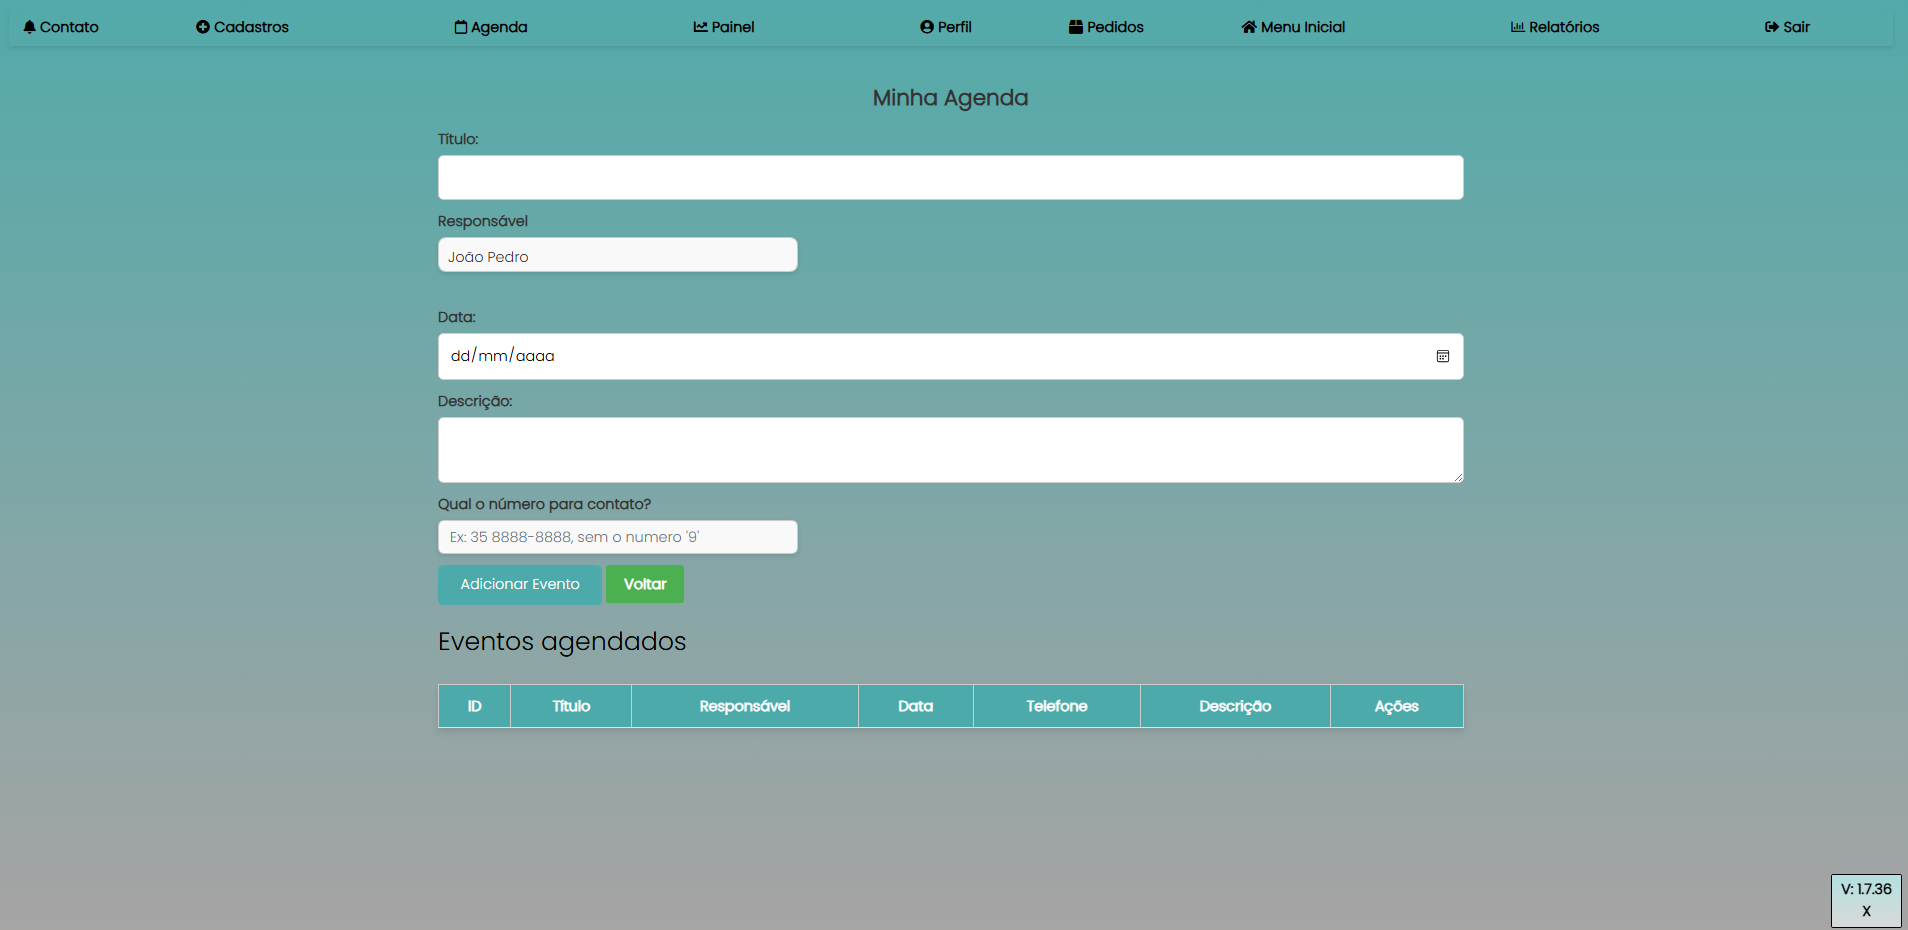 Contato Cadastros Agenda Painel Perfil Pedidos Menu Inicial Relatórios Sair
Minha Agenda
Título:
Responsável
João Pedro
Data:
dd/mm/aaaa
Descrição:
Qual o número para contato?
Ex: 35 8888-8888, sem o numero '9'
Adicionar Evento Voltar
Eventos agendados
ID Título Responsável Data Telefone Descrição Ações
V: 1.7.36
X